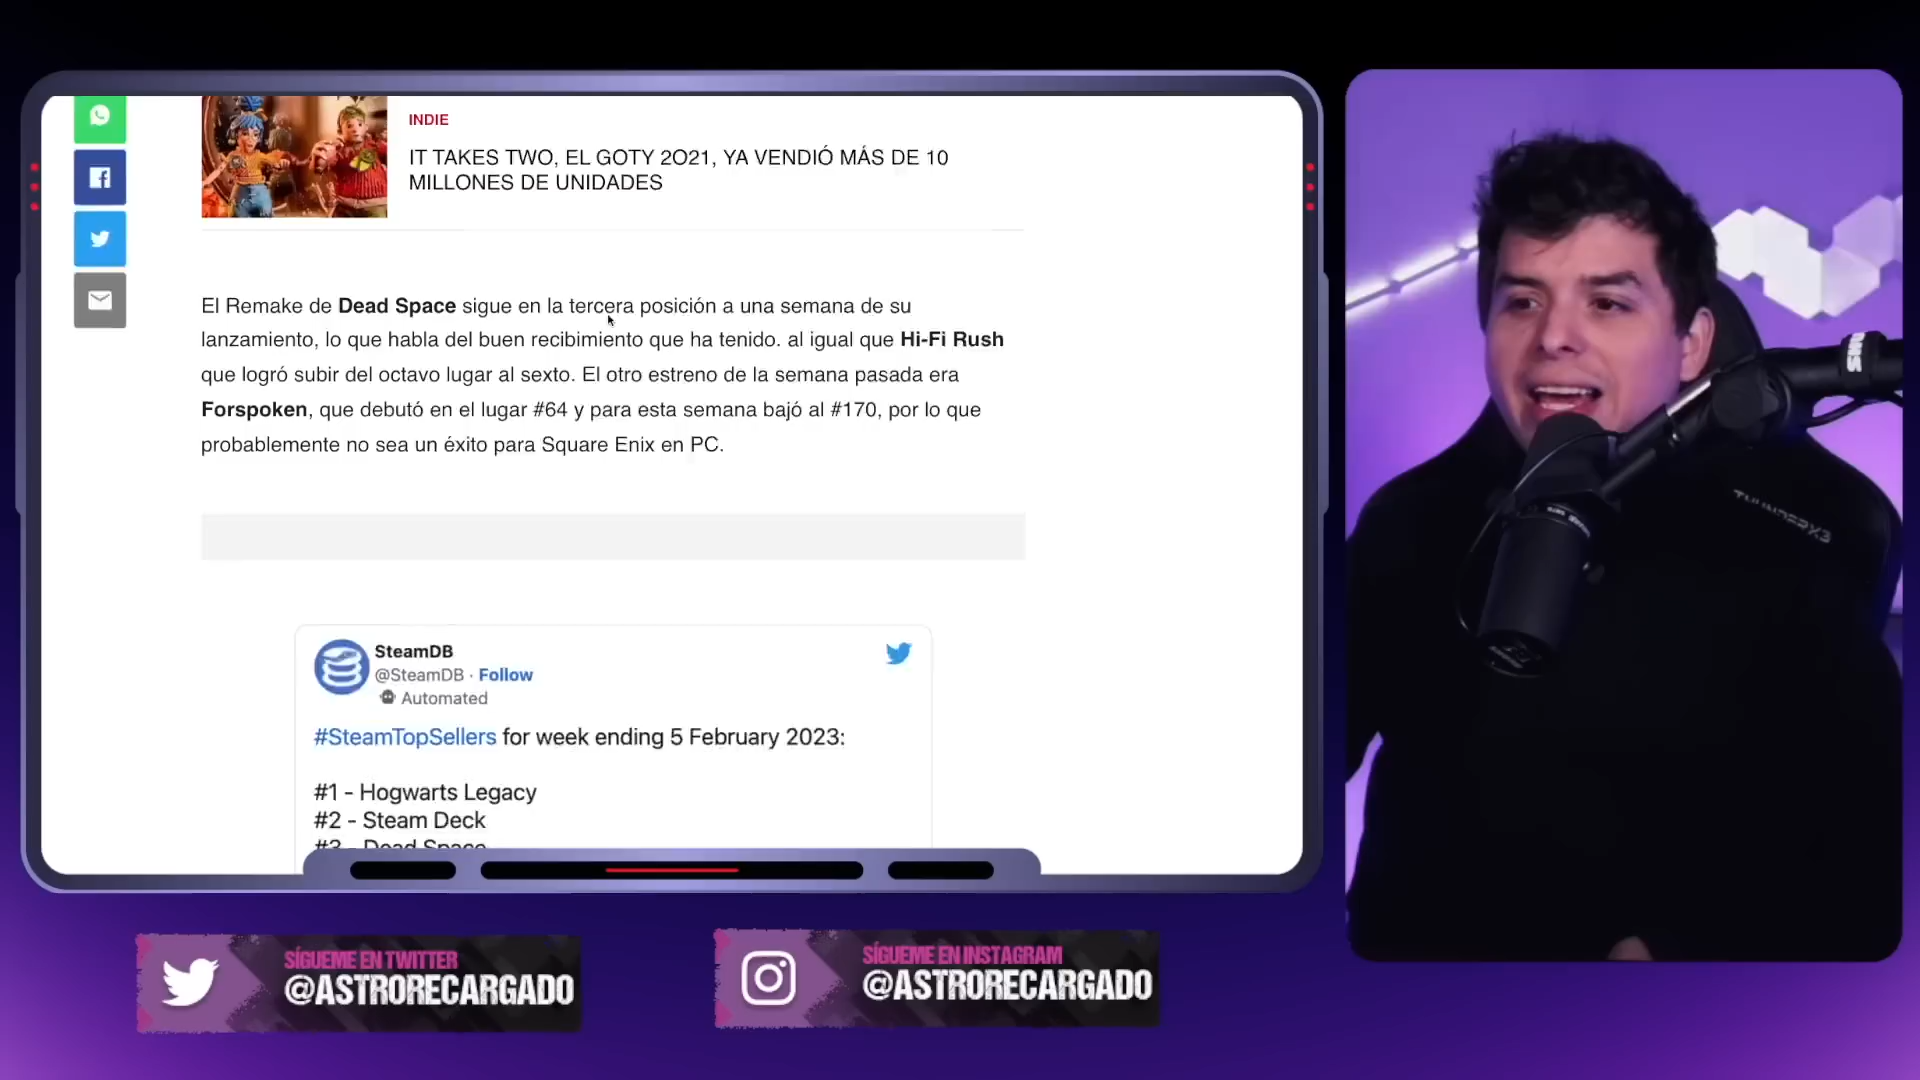 INDIE
IT TAKES TWO, EL GOTY 2021, YA VENDIÓ MÁS DE 10
MILLONES DE UNIDADES
El Remake de Dead Space sigue en la tercera posición a una semana de su
lanzamiento, lo que habla del buen recibimiento que ha tenido. al igual que Hi-Fi Rush
que logró subir del octavo lugar al sexto. El otro estreno de la semana pasada era
Forspoken, que debutó en el lugar #64 y para esta semana bajó al #170, por lo que
probablemente no sea un éxito para Square Enix en PC.
SteamDB
@SteamDB · Follow
Automated
#SteamTopSellers for week ending 5 February 2023:
#1 - Hogwarts Legacy
#2 - Steam Deck
#3 - Dead Space
THUNDERX3
SÍGUEME EN TWITTER
@ASTRORECARGADO
SÍGUEME EN INSTAGRAM
@ASTRORECARGADO